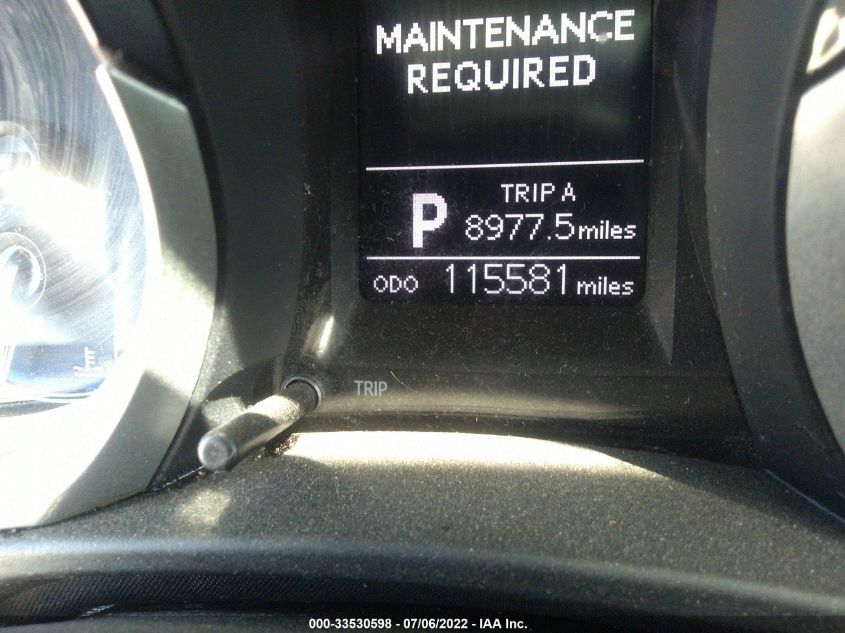 MAINTENANCE
REQUIRED
P
TRIP A
8977.5 miles
ODO 115581 miles
TRIP
000-33530598 - 07/06/2022 - IAA Inc.